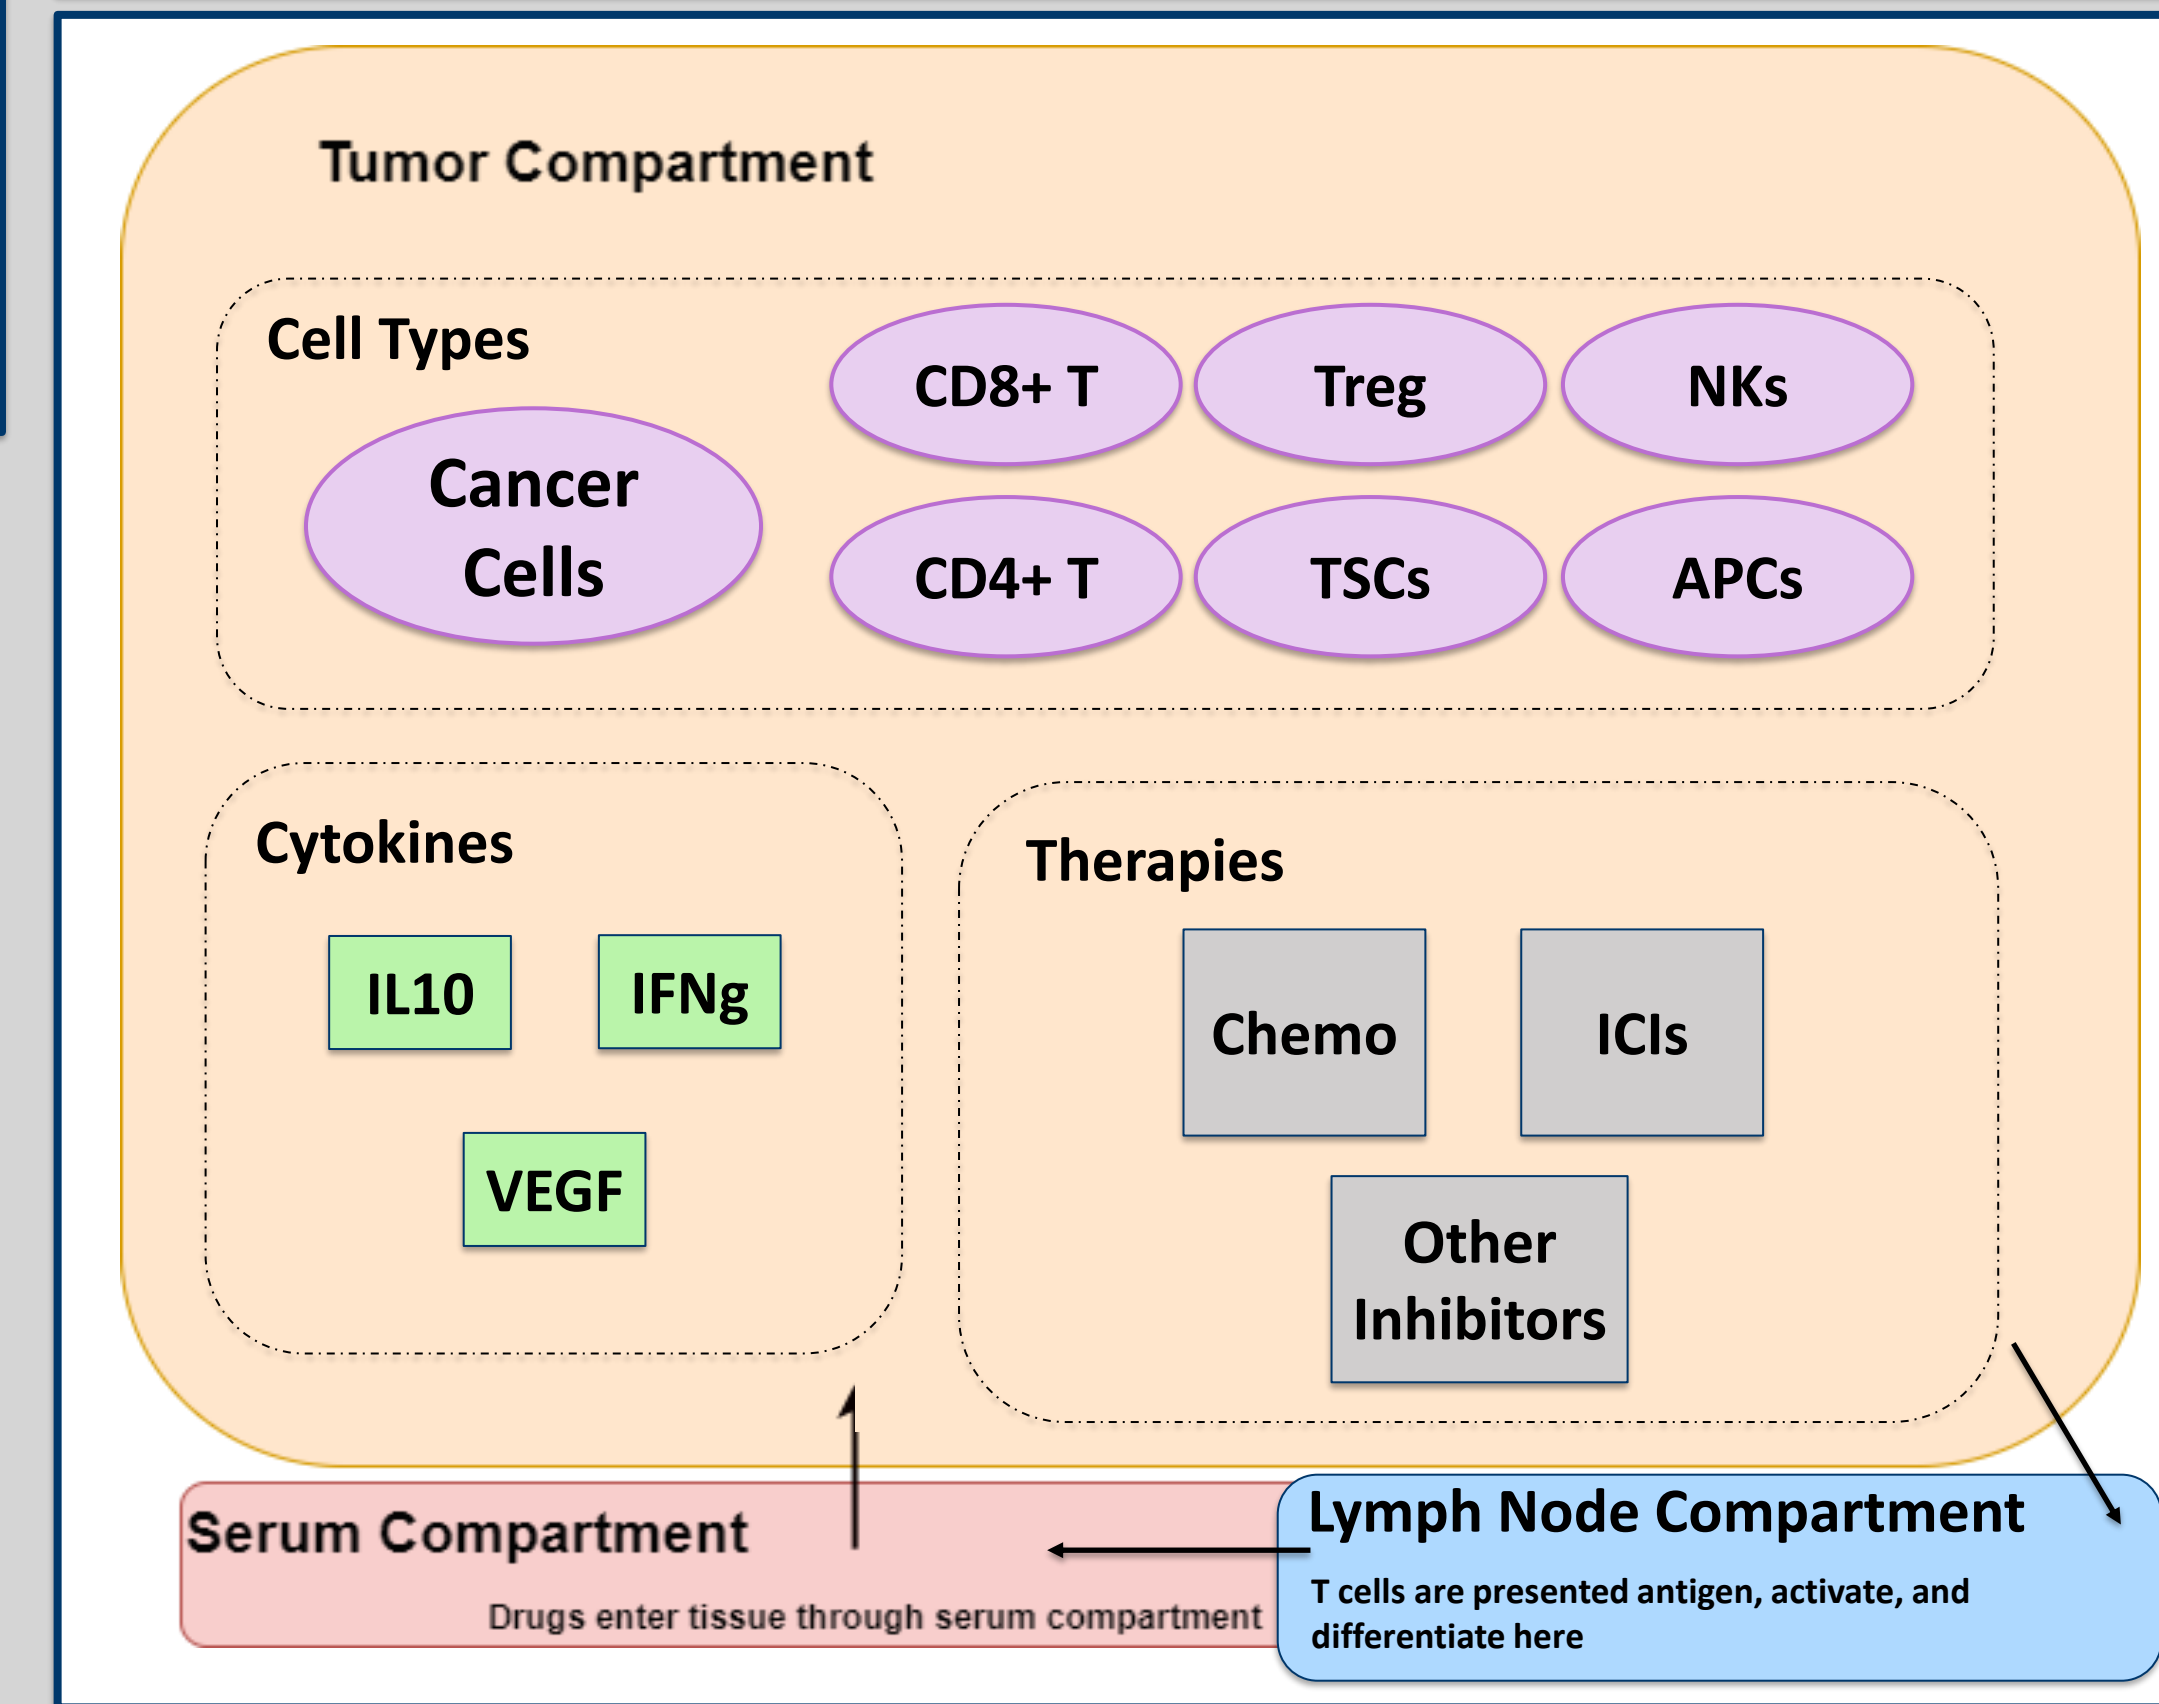 Tumor Compartment
Cell Types
Cancer
Cells
CD8+ T
Treg
NKs
CD4+ T
TSCs
APCs
Cytokines
IL10
IFNg
VEGF
Therapies
Chemo
ICIs
Other
Inhibitors
Serum Compartment
Drugs enter tissue through serum compartment
Lymph Node Compartment
T cells are presented antigen, activate, and
differentiate here